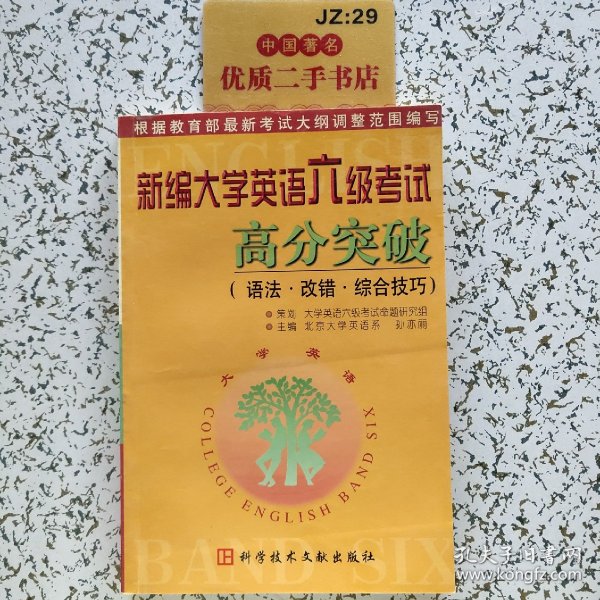 JZ:29
中国著名
优质二手书店
根据教育部最新考试大纲调整范围编写
ENGLISH
新编大学英语六级考试
高分突破
(语法·改错·综合技巧)
策划 大学英语六级考试命题研究组
主编 北京大学英语系 孙亦丽
大学英语
COLLEGE ENGLISH BAND SIX
BAND SIX
科学技术文献出版社
孔夫子旧书网
www.kongfz.com